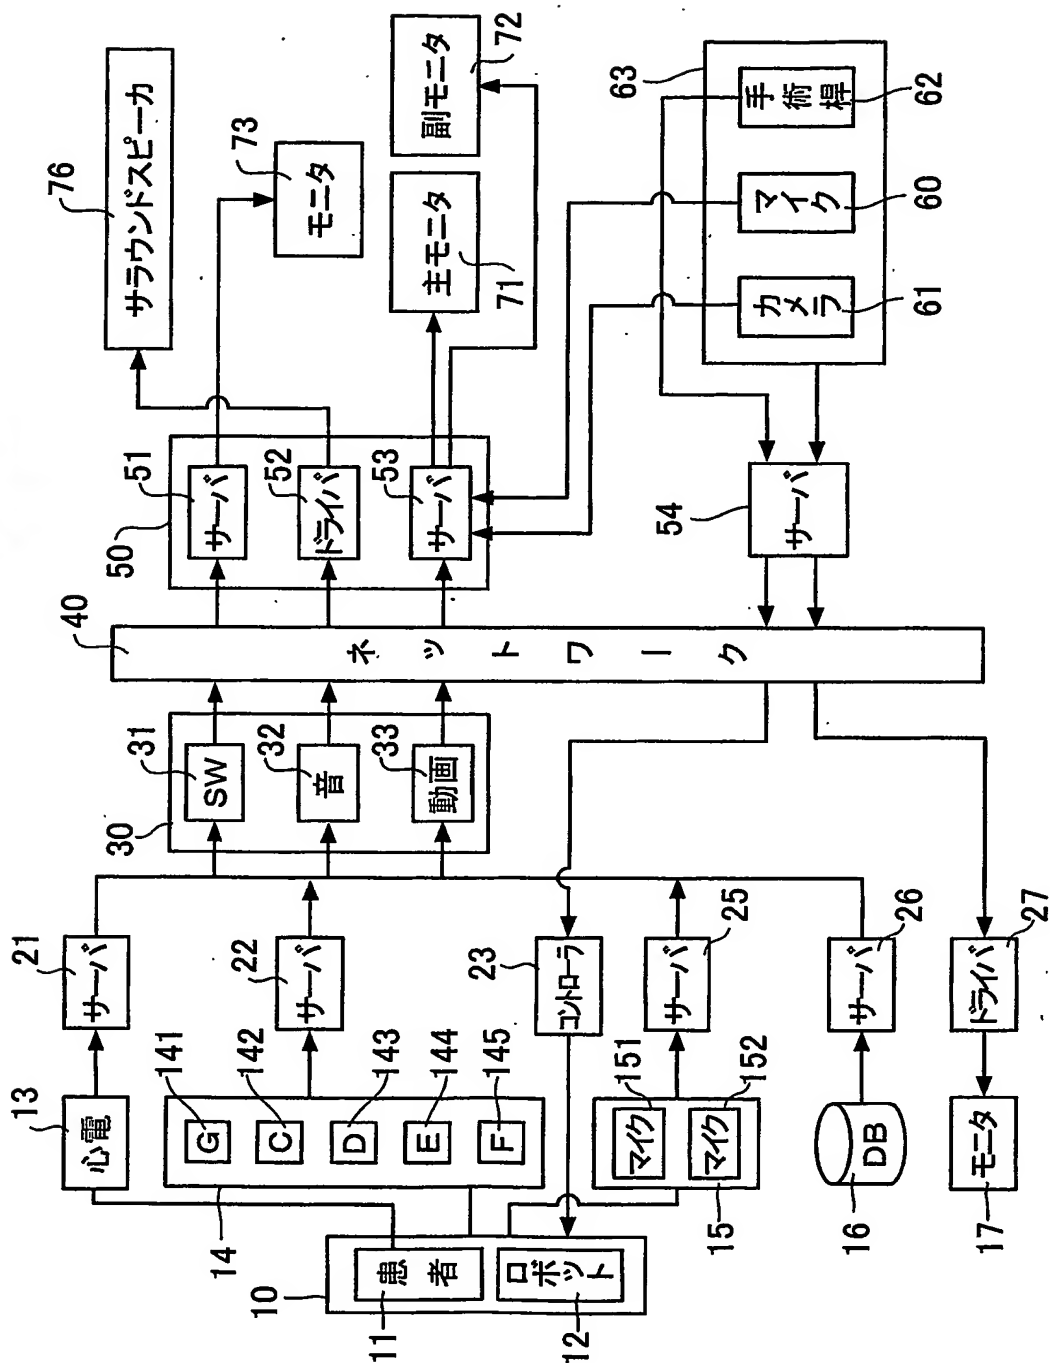 10
患者
11
ロボット
12
13
心電
14
G
141
C
142
D
143
E
144
F
145
15
マイク
151
マイク
152
16
DB
17
モニタ
21
サーバ
22
サーバ
23
コントローラ
25
サーバ
26
サーバ
27
ドライバ
30
31
SW
32
音
33
動画
40
ネットワーク
50
51
サーバ
52
ドライバ
53
サーバ
54
サーバ
76
サラウンドスピーカ
73
モニタ
主モニタ
71
副モニタ
72
63
カメラ
61
マイク
60
手術桿
62